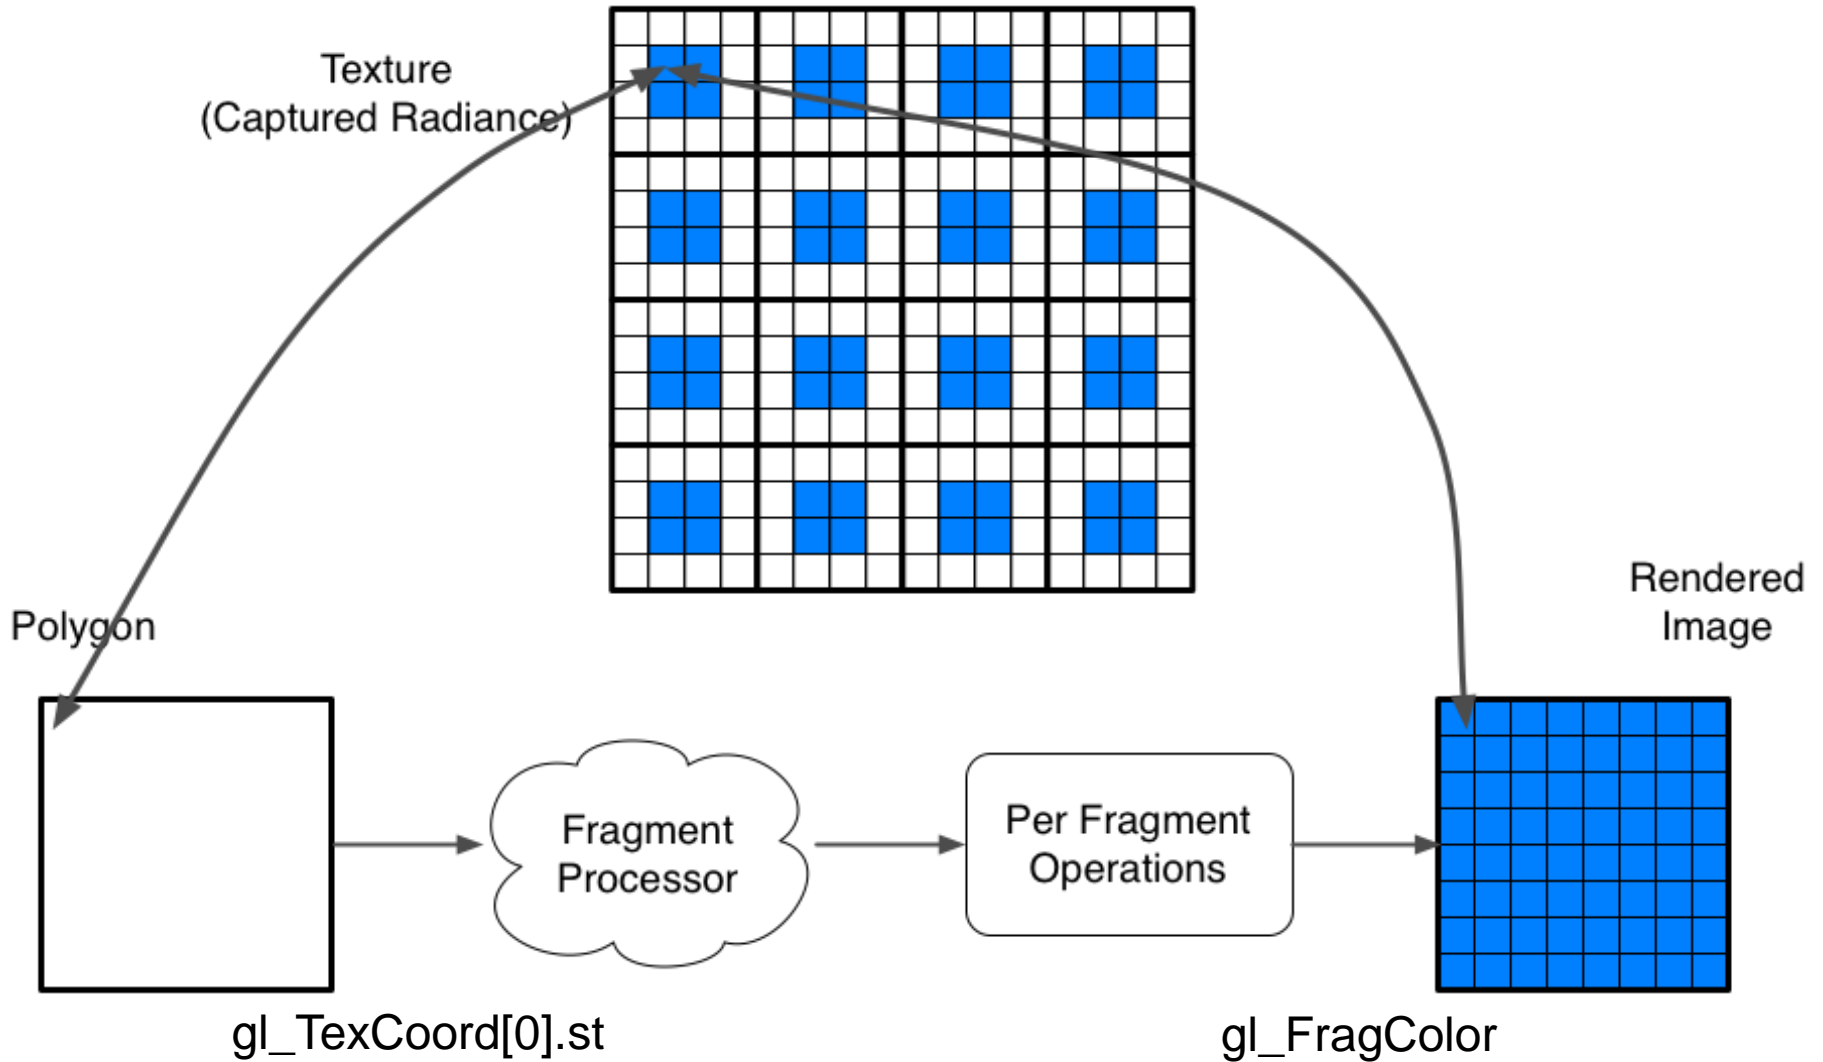 Texture
(Captured Radiance)
Polygon
Rendered
Image
Fragment
Processor
Per Fragment
Operations
gl_TexCoord[0].st
gl_FragColor